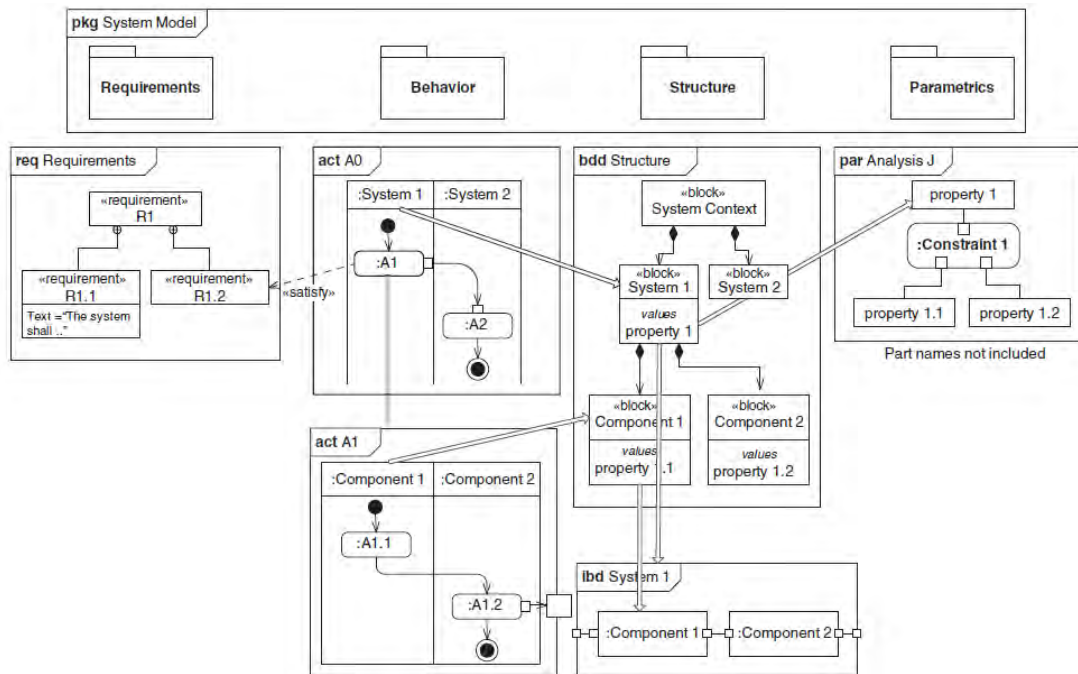 pkg System Model
Requirements
Behavior
Structure
Parametrics
req Requirements
«requirement»
R1
«requirement»
R1.1
Text ="The system
shall .."
«requirement»
R1.2
«satisfy»
act A0
:System 1
:System 2
:A1
:A2
bdd Structure
«block»
System Context
«block»
System 1
values
property 1
«block»
System 2
«block»
Component 1
values
property 1.1
«block»
Component 2
values
property 1.2
par Analysis J
property 1
:Constraint 1
property 1.1
property 1.2
Part names not included
act A1
:Component 1
:Component 2
:A1.1
:A1.2
ibd System 1
:Component 1
:Component 2